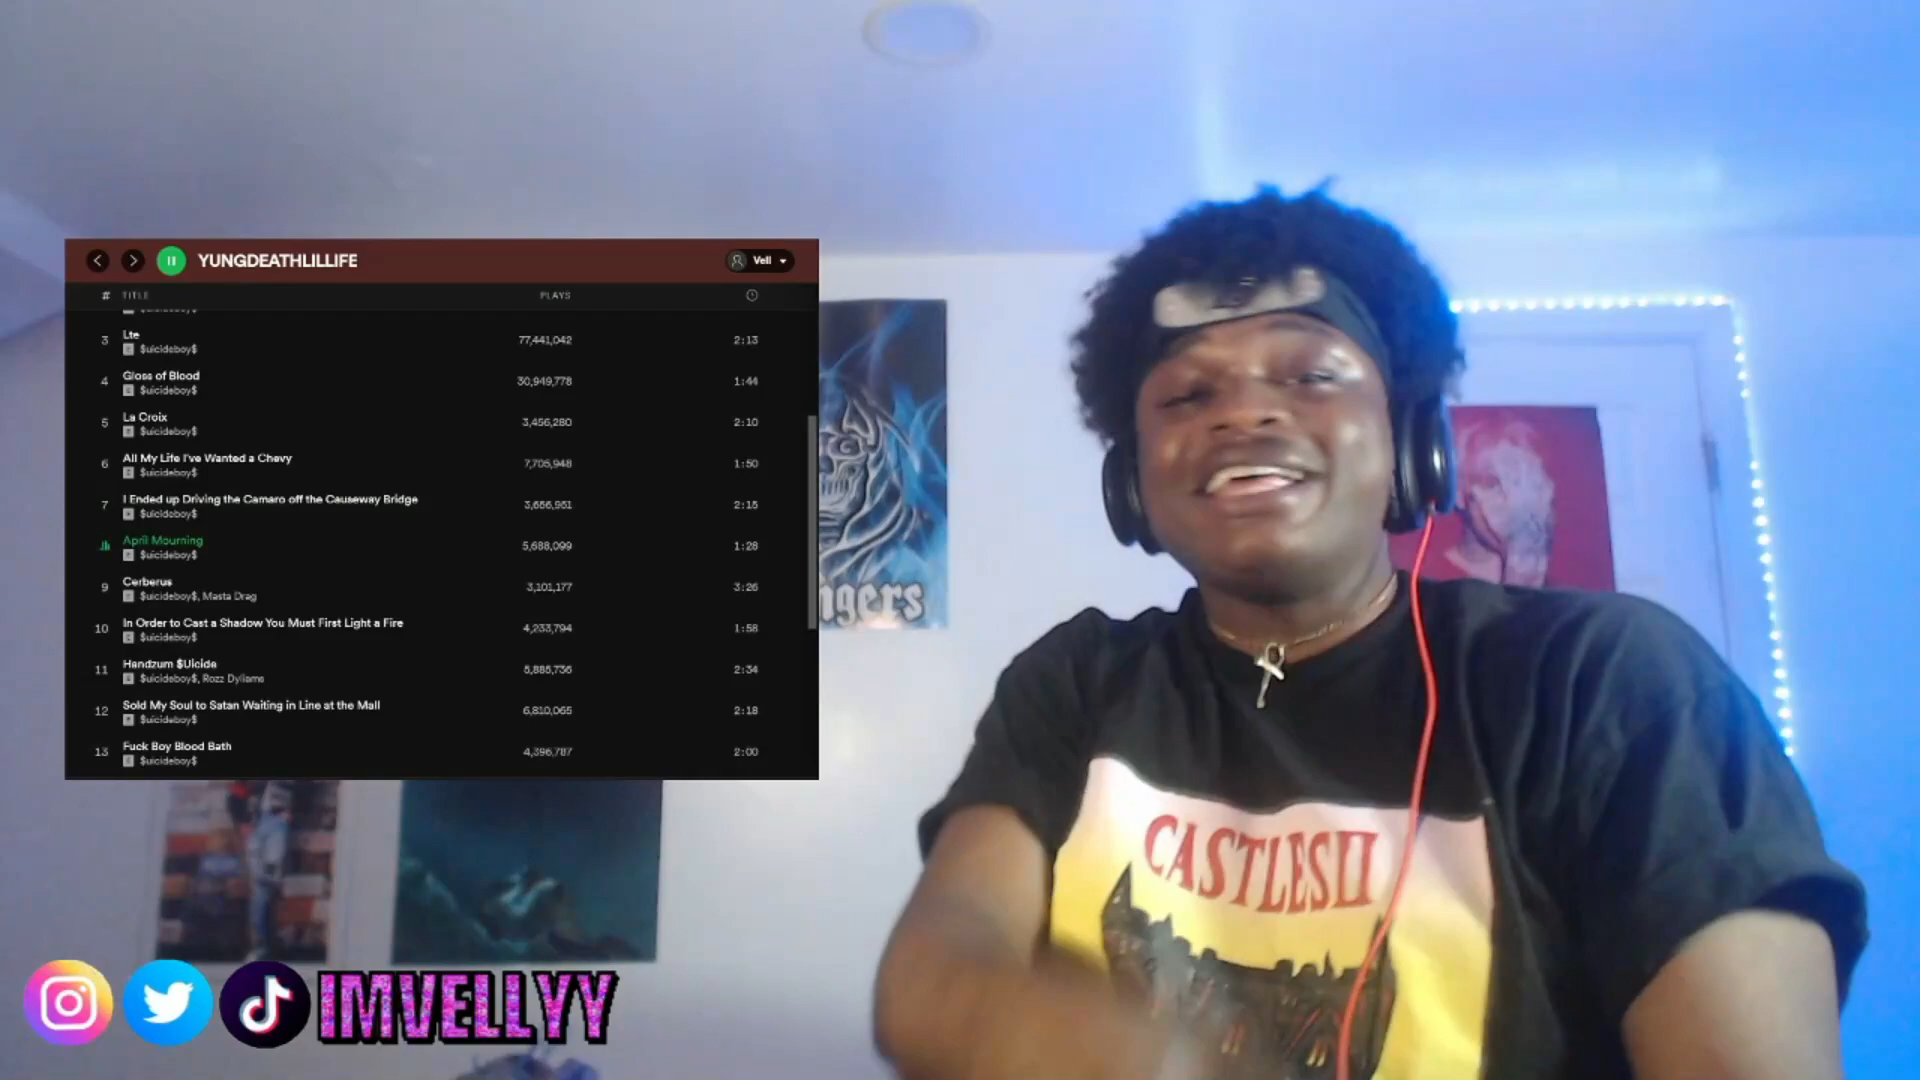 YUNGDEATHLILLIFE
Vell
# TITLE PLAYS
$uicideboy$
3 Lte 77,441,042 2:13
E $uicideboy$
4 Gloss of Blood 30,949,778 1:44
E $uicideboy$
5 La Croix 3,456,280 2:10
E $uicideboy$
6 All My Life I've Wanted a Chevy 7,705,948 1:50
E $uicideboy$
7 I Ended up Driving the Camaro off the Causeway Bridge 3,656,951 2:15
E $uicideboy$
April Mourning 5,688,099 1:28
E $uicideboy$
9 Cerberus 3,101,177 3:26
E $uicideboy$, Masta Drag
10 In Order to Cast a Shadow You Must First Light a Fire 4,233,794 1:58
E $uicideboy$
11 Handzum $Uicide 5,885,736 2:34
E $uicideboy$, Rozz Dyliams
12 Sold My Soul to Satan Waiting in Line at the Mall 6,810,065 2:18
E $uicideboy$
13 Fuck Boy Blood Bath 4,396,787 2:00
E $uicideboy$
ngers
CASTLES II
IMVELLYY